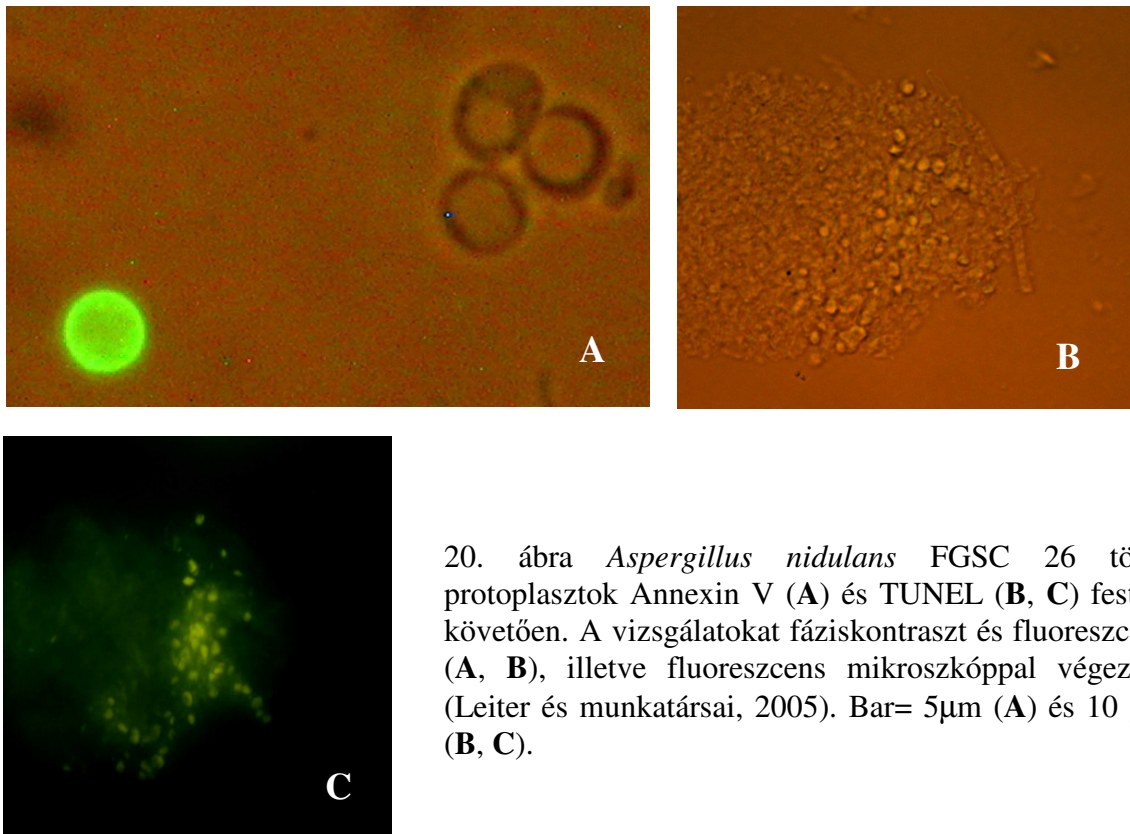 A
B
C
20. ábra Aspergillus nidulans FGSC 26 tö
protoplasztok Annexin V (A) és TUNEL (B, C) fest
követően. A vizsgálatokat fáziskontraszt és fluoreszc
(A, B), illetve fluoreszcens mikroszkóppal végez
(Leiter és munkatársai, 2005). Bar= 5µm (A) és 10
(B, C).